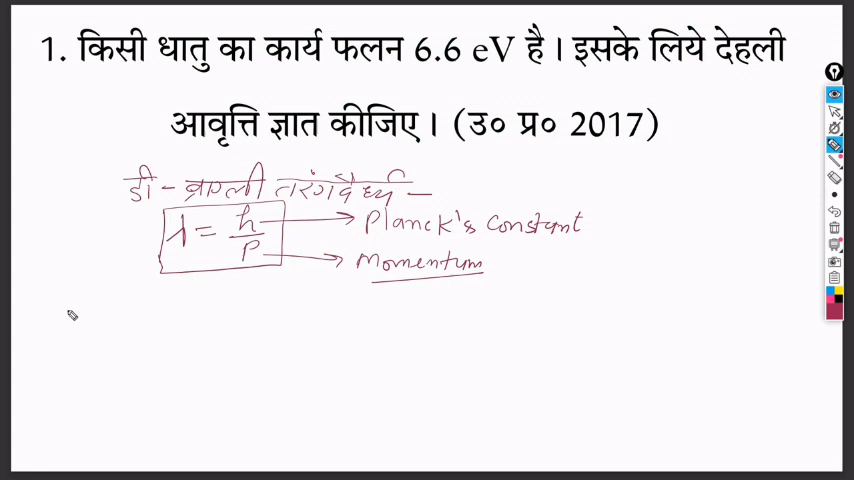 1. किसी धातु का कार्य फलन 6.6 eV है। इसके लिये देहली
आवृत्ति ज्ञात कीजिए। (उ० प्र० 2017)
डी - ब्राग्ली तरंगदैर्ध्य —
λ = h/P
Planck's Constant
Momentum